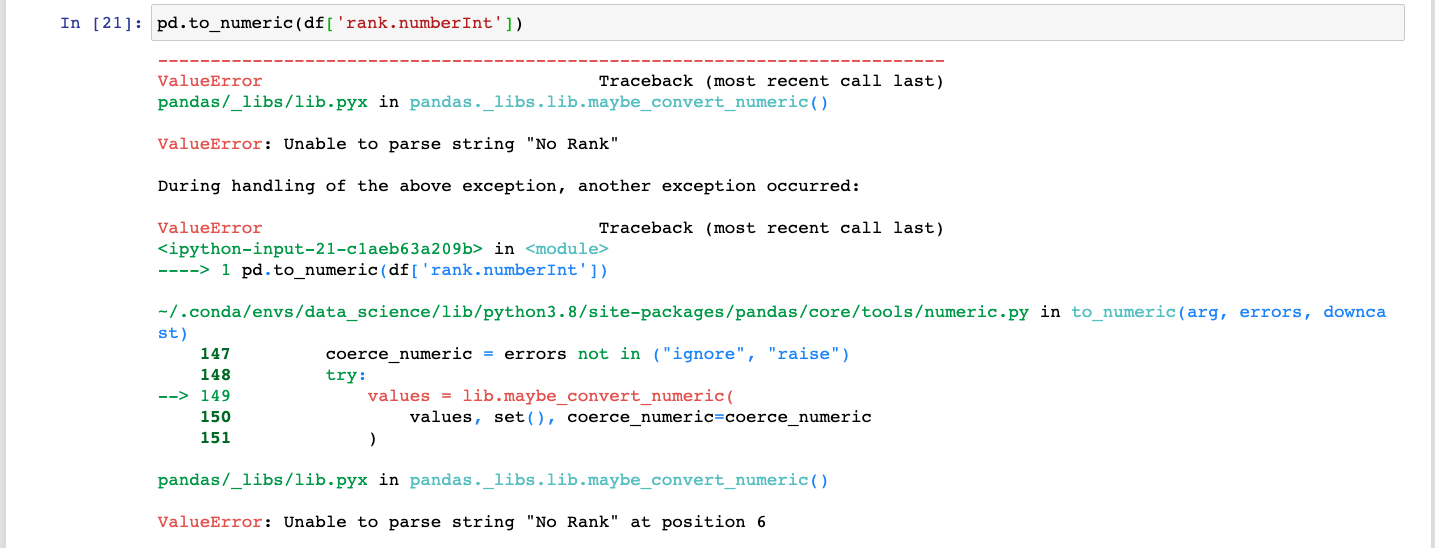 In [21]: pd.to_numeric(df['rank.numberInt'])
---------------------------------------------------------------------------
ValueError                                Traceback (most recent call last)
pandas/_libs/lib.pyx in pandas._libs.lib.maybe_convert_numeric()
ValueError: Unable to parse string "No Rank"
During handling of the above exception, another exception occurred:
ValueError                                Traceback (most recent call last)
<ipython-input-21-c1aeb63a209b> in <module>
----> 1 pd.to_numeric(df['rank.numberInt'])
~/.conda/envs/data_science/lib/python3.8/site-packages/pandas/core/tools/numeric.py in to_numeric(arg, errors, downca
st)
    147         coerce_numeric = errors not in ("ignore", "raise")
    148         try:
--> 149             values = lib.maybe_convert_numeric(
    150                 values, set(), coerce_numeric=coerce_numeric
    151             )
pandas/_libs/lib.pyx in pandas._libs.lib.maybe_convert_numeric()
ValueError: Unable to parse string "No Rank" at position 6